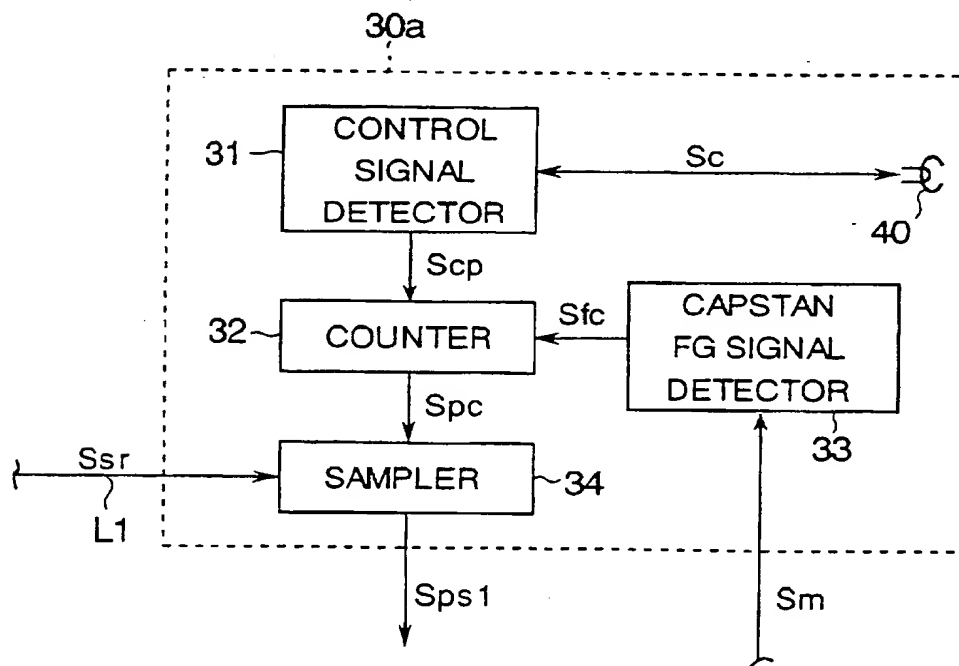 30a
31
CONTROL
SIGNAL
DETECTOR
Sc
40
Scp
32
COUNTER
Sfc
CAPSTAN
FG SIGNAL
DETECTOR
33
Spc
Ssr
L1
SAMPLER
34
Sps1
Sm